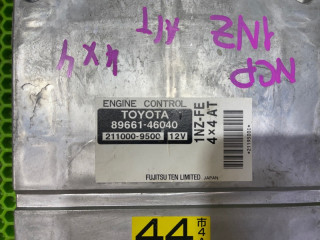 NCP
1NZ
A/T
4x4
ENGINE CONTROL
TOYOTA
89661-46040
211000-9500 12V
1NZ-FE
4×4 AT
FUJITSU TEN LIMITED JAPAN
44
市